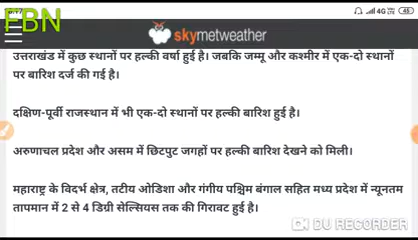 FBN
4G
45
skymetweather
उत्तराखंड में कुछ स्थानों पर हल्की वर्षा हुई है। जबकि जम्मू और कश्मीर में एक-दो स्थानों
पर बारिश दर्ज की गई है।
दक्षिण-पूर्वी राजस्थान में भी एक-दो स्थानों पर हल्की बारिश हुई है।
अरुणाचल प्रदेश और असम में छिटपुट जगहों पर हल्की बारिश देखने को मिली।
महाराष्ट्र के विदर्भ क्षेत्र, तटीय ओडिशा और गंगीय पश्चिम बंगाल सहित मध्य प्रदेश में न्यूनतम
तापमान में 2 से 4 डिग्री सेल्सियस तक की गिरावट हुई है।
DU RECORDER